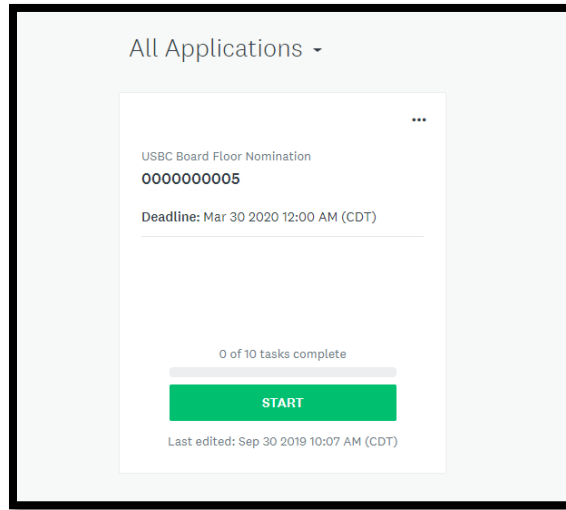 All Applications
...
USBC Board Floor Nomination
0000000005
Deadline: Mar 30 2020 12:00 AM (CDT)
0 of 10 tasks complete
START
Last edited: Sep 30 2019 10:07 AM (CDT)